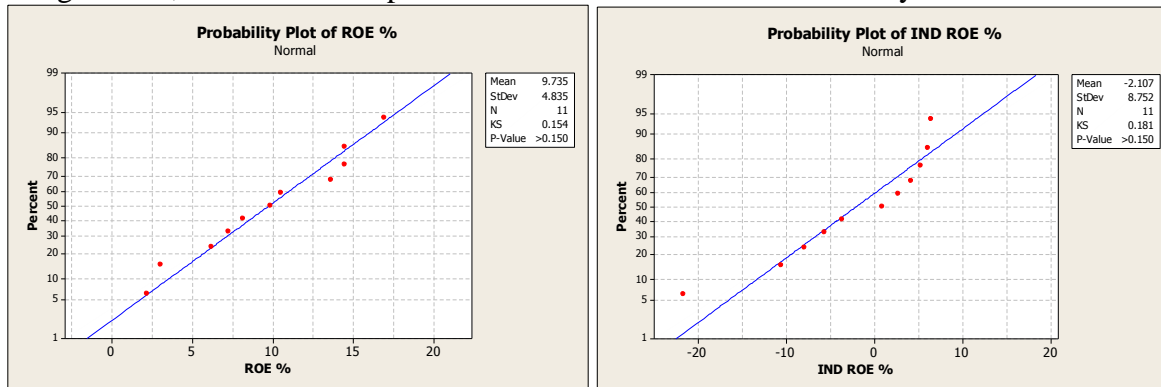 Probability Plot of ROE %
Normal
Percent
99
95
90
80
70
60
50
40
30
20
10
5
1
0
5
10
15
20
ROE %
Mean 9.735
StDev 4.835
N 11
KS 0.154
P-Value >0.150
Probability Plot of IND ROE %
Normal
Percent
99
95
90
80
70
60
50
40
30
20
10
5
1
-20
-10
0
10
20
IND ROE %
Mean -2.107
StDev 8.752
N 11
KS 0.181
P-Value >0.150